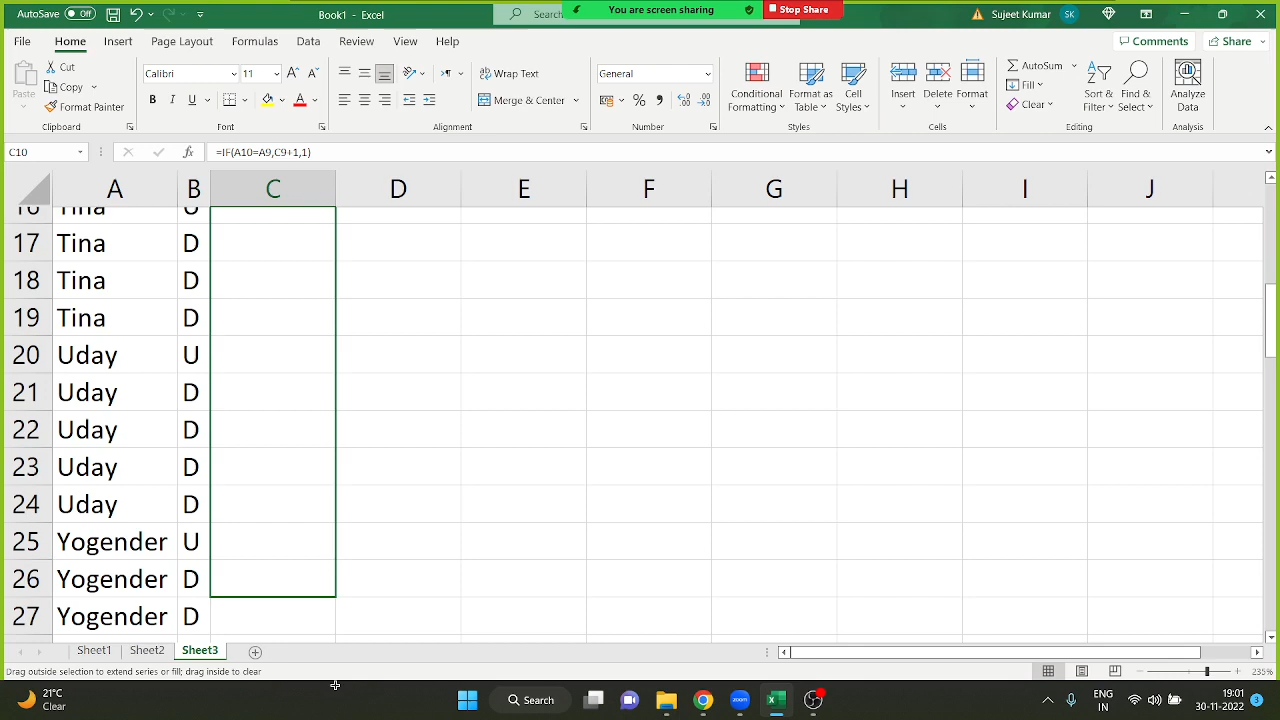 AutoSave Off
Book1 - Excel
Search
You are screen sharing
Stop Share
Sujeet Kumar
SK
File Home Insert Page Layout Formulas Data Review View Help
Comments
Share
Paste
Cut
Copy
Format Painter
Clipboard
Calibri 11
B I U
A
Font
Wrap Text
Merge & Center
Alignment
General
%
Number
Conditional Formatting
Format as Table
Cell Styles
Styles
Insert
Delete
Format
Cells
AutoSum
Fill
Clear
Sort & Filter
Find & Select
Editing
Analyze Data
Analysis
C10
fx
=IF(A10=A9,C9+1,1)
A B C D E F G H I J
16 Tina U
17 Tina D
18 Tina D
19 Tina D
20 Uday U
21 Uday D
22 Uday D
23 Uday D
24 Uday D
25 Yogender U
26 Yogender D
27 Yogender D
Sheet1 Sheet2 Sheet3
Drag outside selection to extend series or fill; drag inside to clear
235%
21°C
Clear
Search
ENG
IN
19:01
30-11-2022
3